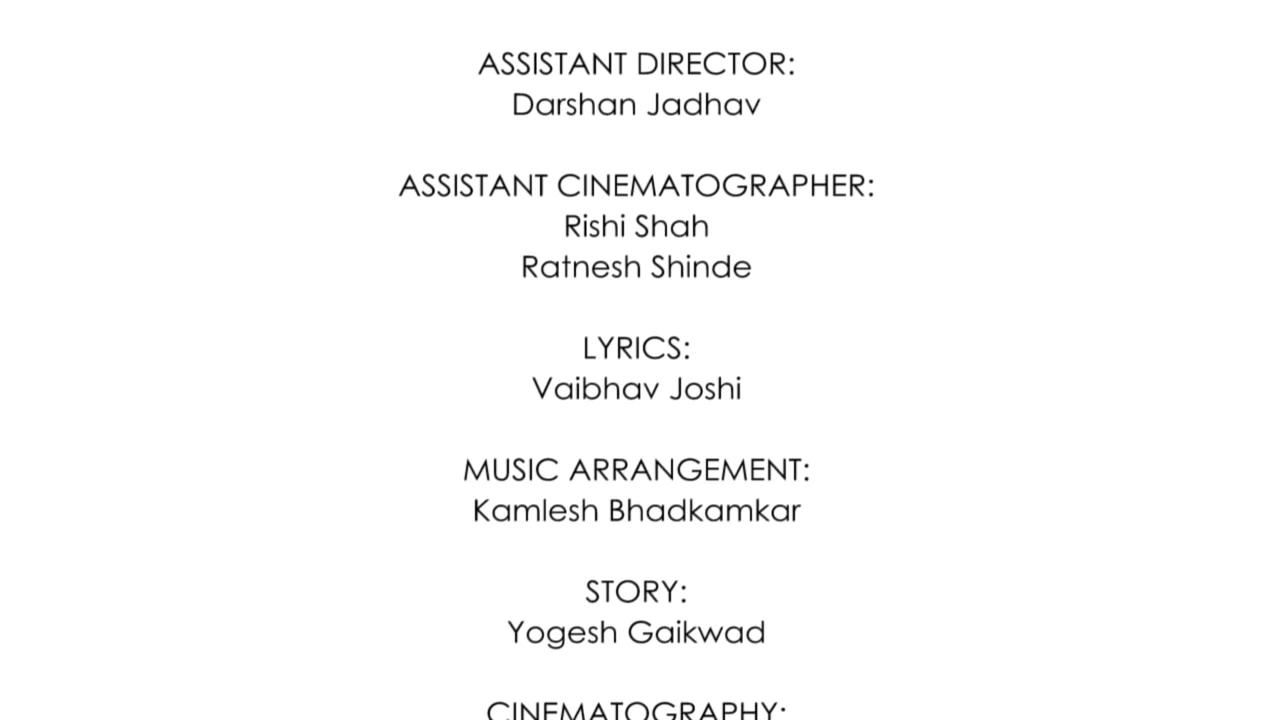 ASSISTANT DIRECTOR:
Darshan Jadhav
ASSISTANT CINEMATOGRAPHER:
Rishi Shah
Ratnesh Shinde
LYRICS:
Vaibhav Joshi
MUSIC ARRANGEMENT:
Kamlesh Bhadkamkar
STORY:
Yogesh Gaikwad
CINEMATOGRAPHY: